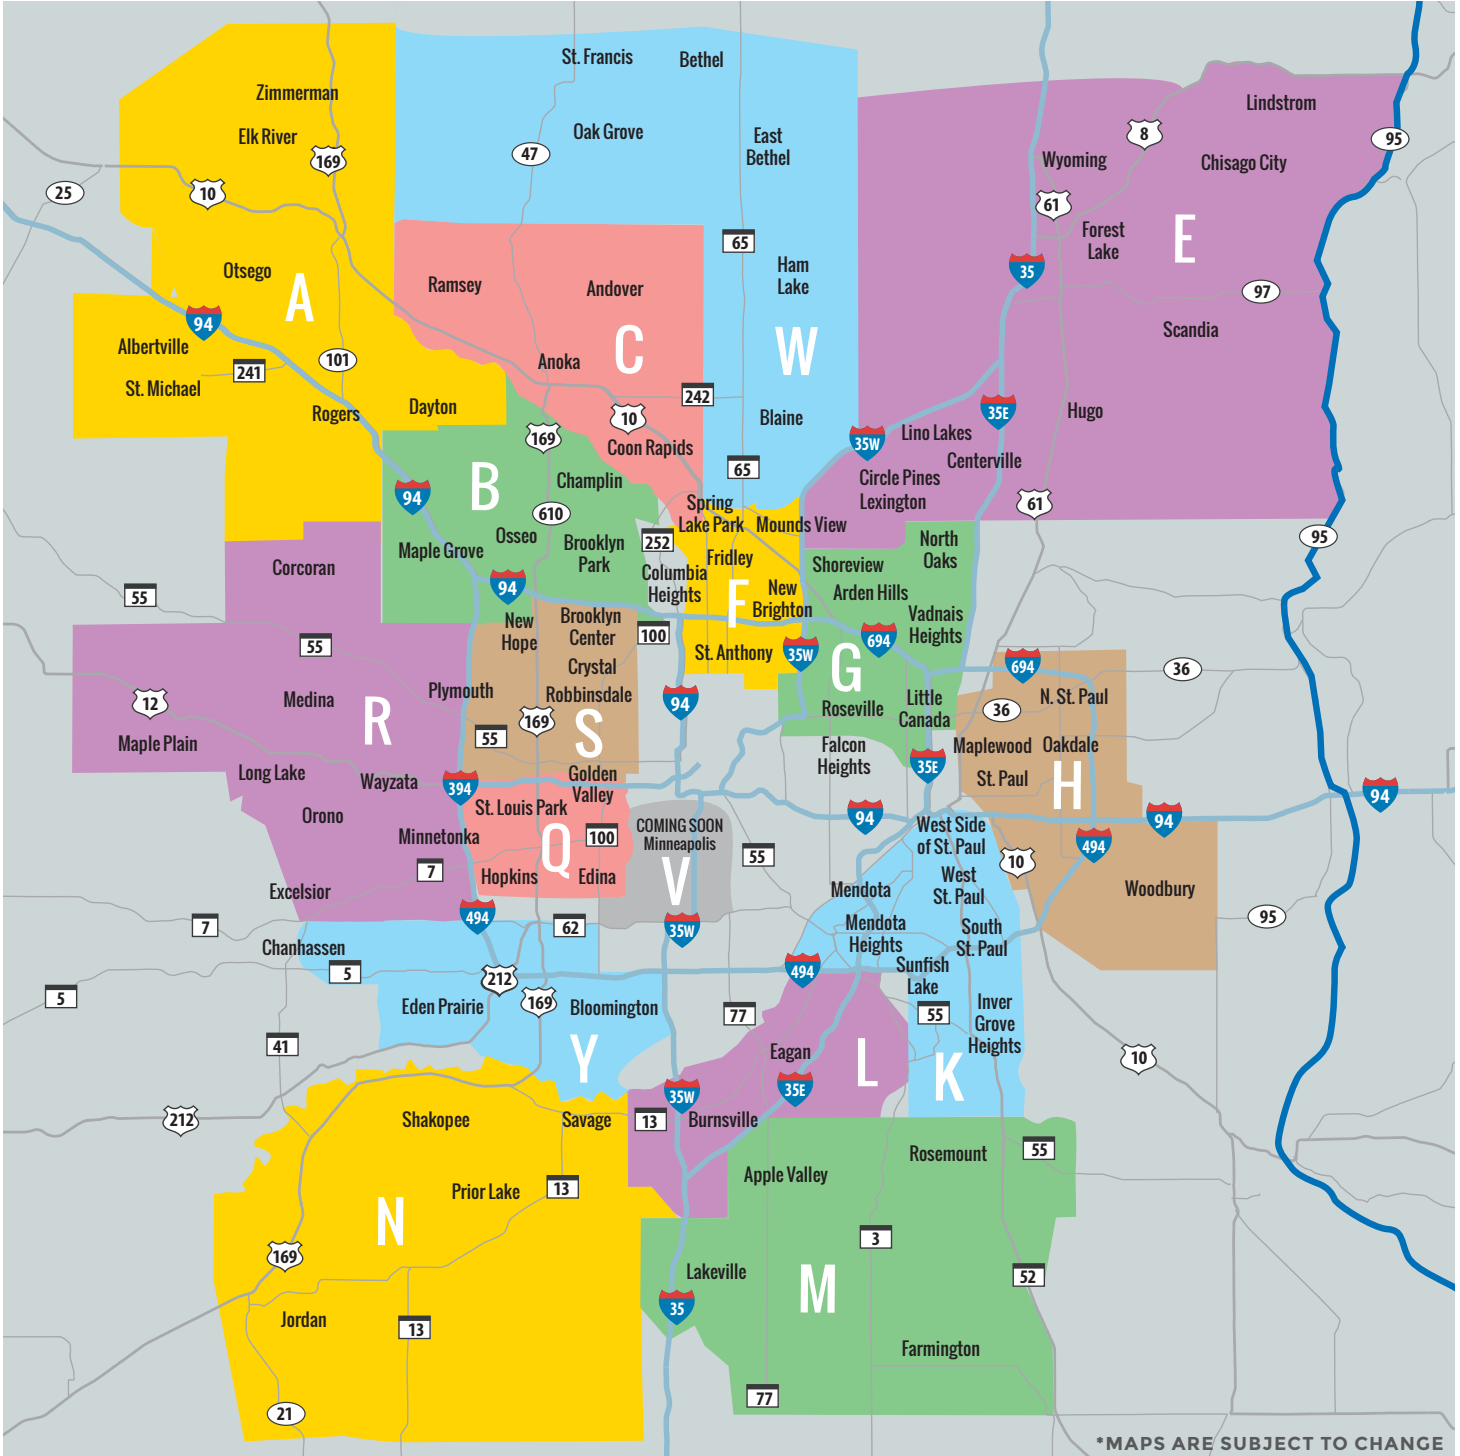 St. Francis
Bethel
Zimmerman
Lindstrom
Elk River
Oak Grove
East
Bethel
8
95
169
47
Wyoming
Chisago City
25
10
61
Forest
Lake
E
65
Otsego
Ham
Lake
35
A
Ramsey
Andover
97
94
Scandia
Albertville
C
W
101
Anoka
241
St. Michael
242
Rogers
Dayton
10
Blaine
35E
Hugo
169
Coon Rapids
35W
Lino Lakes
65
Centerville
B
94
Champlin
Circle Pines
Lexington
Spring
Lake Park
61
610
Mounds View
Osseo
252
95
Maple Grove
Brooklyn
Park
North
Oaks
Fridley
Shoreview
Corcoran
Columbia
Heights
55
94
F
New
Brighton
Arden Hills
Vadnais
Heights
New
Hope
Brooklyn
Center
100
694
55
St. Anthony
35W
G
694
36
Crystal
Medina
Plymouth
Robbinsdale
94
Little
Canada
N. St. Paul
12
R
169
S
Roseville
36
55
Maple Plain
Falcon
Heights
Maplewood
Oakdale
35E
Long Lake
Wayzata
394
Golden
Valley
St. Paul
H
94
St. Louis Park
Orono
94
94
COMING SOON
Minneapolis
West Side
of St. Paul
Minnetonka
Q
100
494
55
10
7
Hopkins
Edina
V
West
St. Paul
Excelsior
Mendota
Woodbury
7
494
62
35W
Mendota
Heights
South
St. Paul
95
Chanhassen
5
212
494
Sunfish
Lake
5
Eden Prairie
169
Bloomington
77
55
Inver
Grove
Heights
41
Y
Eagan
L
K
10
35W
35E
212
Shakopee
Savage
13
Burnsville
Rosemount
55
Apple Valley
Prior Lake
13
N
3
169
Lakeville
M
52
35
Jordan
13
Farmington
77
21
*MAPS ARE SUBJECT TO CHANGE